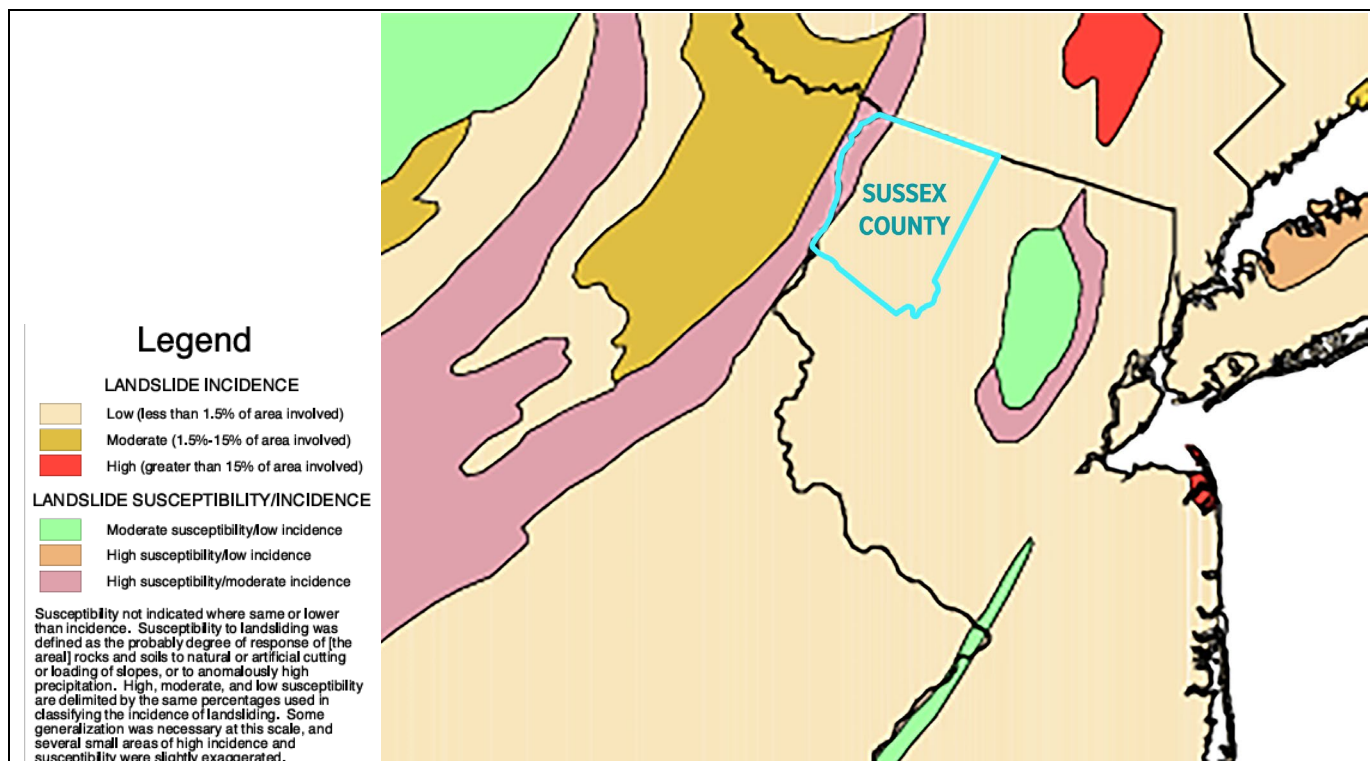 SUSSEX
COUNTY
Legend
LANDSLIDE INCIDENCE
Low (less than 1.5% of area involved)
Moderate (1.5%-15% of area involved)
High (greater than 15% of area involved)
LANDSLIDE SUSCEPTIBILITY/INCIDENCE
Moderate susceptibility/low incidence
High susceptibility/low incidence
High susceptibility/moderate incidence
Susceptibility not indicated where same or lower
than incidence. Susceptibility to landsliding was
defined as the probably degree of response of [the
areal] rocks and soils to natural or artificial cutting
or loading of slopes, or to anomalously high
precipitation. High, moderate, and low susceptibility
are delimited by the same percentages used in
classifying the incidence of landsliding. Some
generalization was necessary at this scale, and
several small areas of high incidence and
susceptibility were slightly exaggerated.